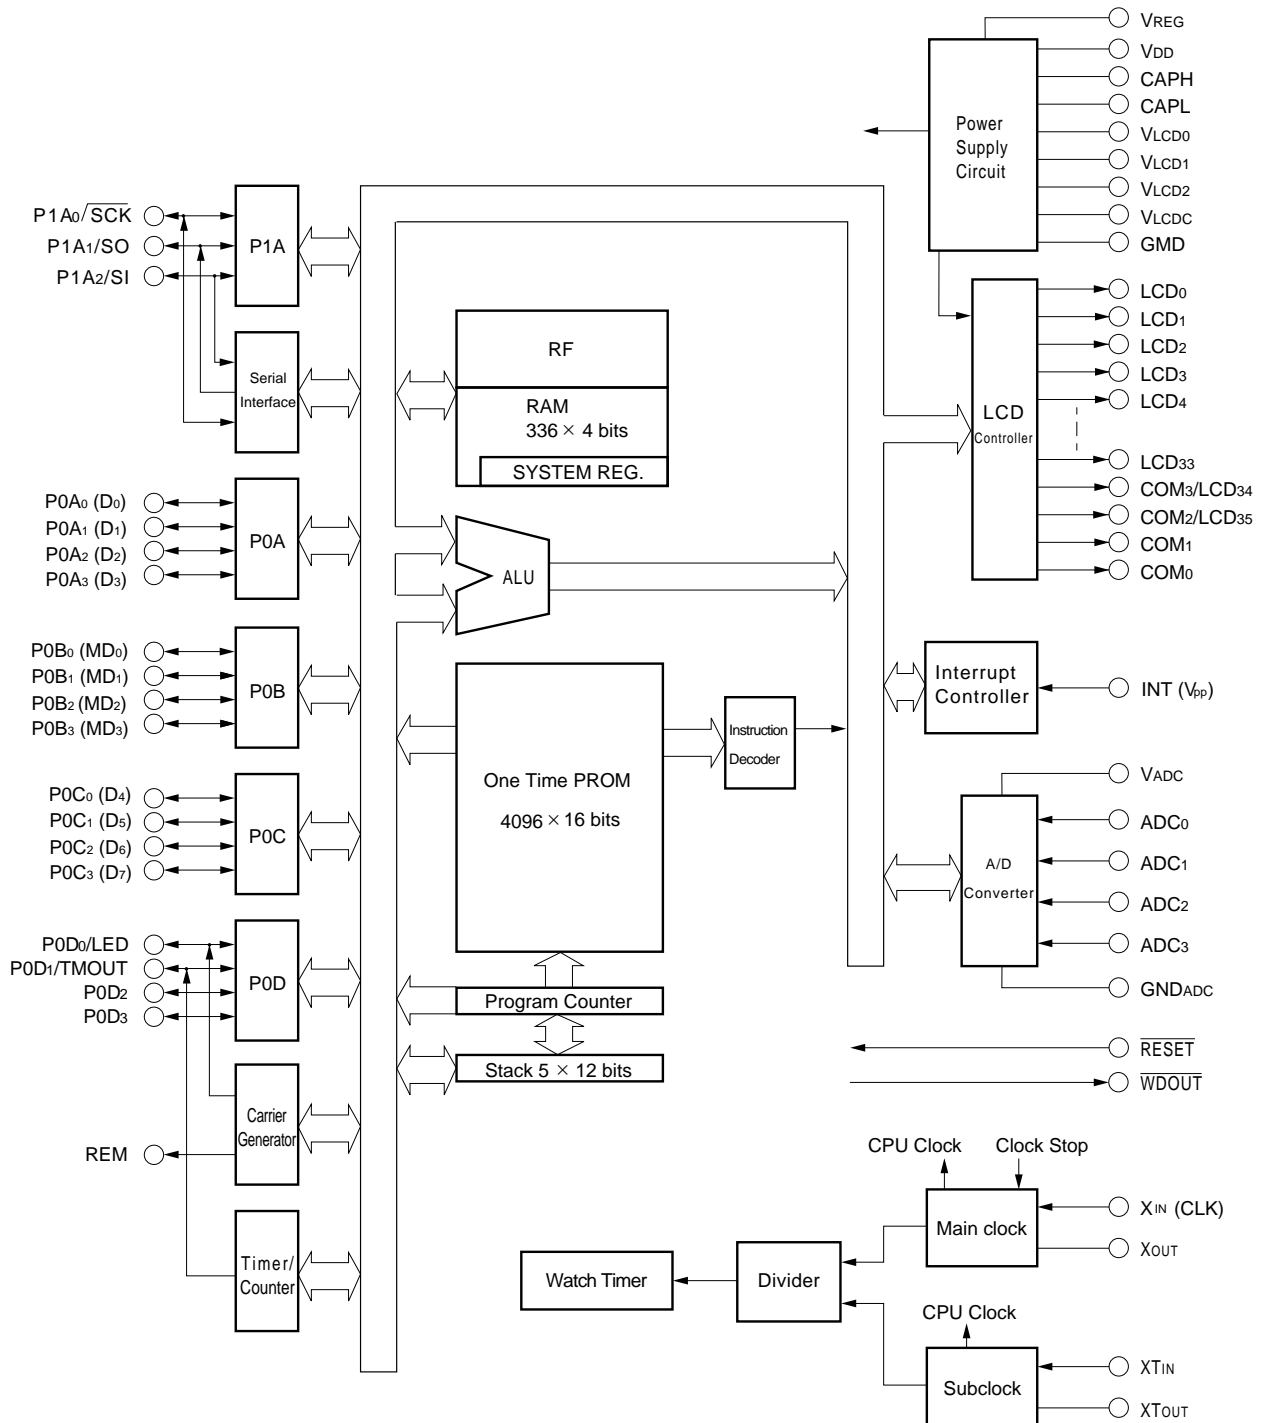 VREG
VDD
CAPH
CAPL
VLCD0
VLCD1
VLCD2
VLCDC
GMD
Power
Supply
Circuit
P1A0/SCK
P1A1/SO
P1A2/SI
P1A
Serial
Interface
RF
RAM
336 × 4 bits
SYSTEM REG.
LCD
Controller
LCD0
LCD1
LCD2
LCD3
LCD4
LCD33
COM3/LCD34
COM2/LCD35
COM1
COM0
P0A0 (D0)
P0A1 (D1)
P0A2 (D2)
P0A3 (D3)
P0A
ALU
P0B0 (MD0)
P0B1 (MD1)
P0B2 (MD2)
P0B3 (MD3)
P0B
Interrupt
Controller
INT (Vpp)
One Time PROM
4096 × 16 bits
Instruction
Decoder
P0C0 (D4)
P0C1 (D5)
P0C2 (D6)
P0C3 (D7)
P0C
A/D
Converter
VADC
ADC0
ADC1
ADC2
ADC3
GNDADC
P0D0/LED
P0D1/TMOUT
P0D2
P0D3
P0D
Program Counter
Stack 5 × 12 bits
RESET
WDOUT
Carrier
Generator
REM
Timer/
Counter
CPU Clock
Clock Stop
Main clock
XIN (CLK)
XOUT
Watch Timer
Divider
CPU Clock
Subclock
XTIN
XTOUT